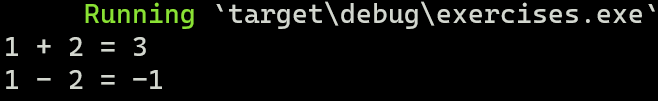 Running `target\debug\exercises.exe`
1 + 2 = 3
1 - 2 = -1